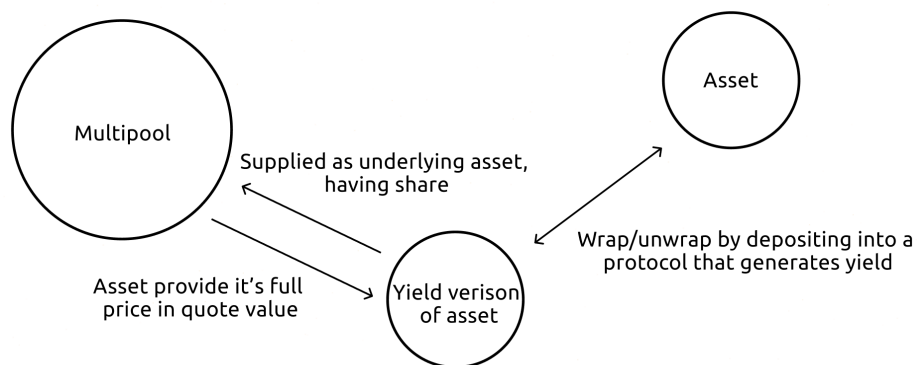 Asset
Multipool
Supplied as underlying asset,
having share
Wrap/unwrap by depositing into a
protocol that generates yield
Asset provide it's full
price in quote value
Yield verison
of asset